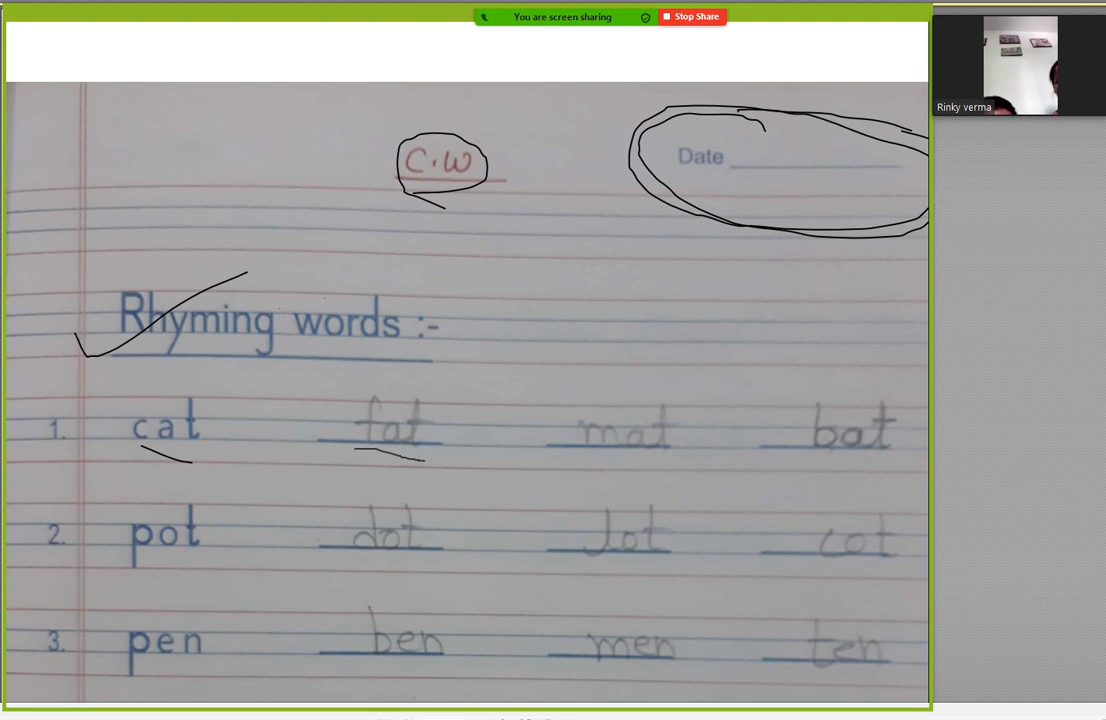 You are screen sharing Stop Share
Rinky verma
C.W
Date
Rhyming words :-
1. cat fat mat bat
2. pot dot lot cot
3. pen ben men ten